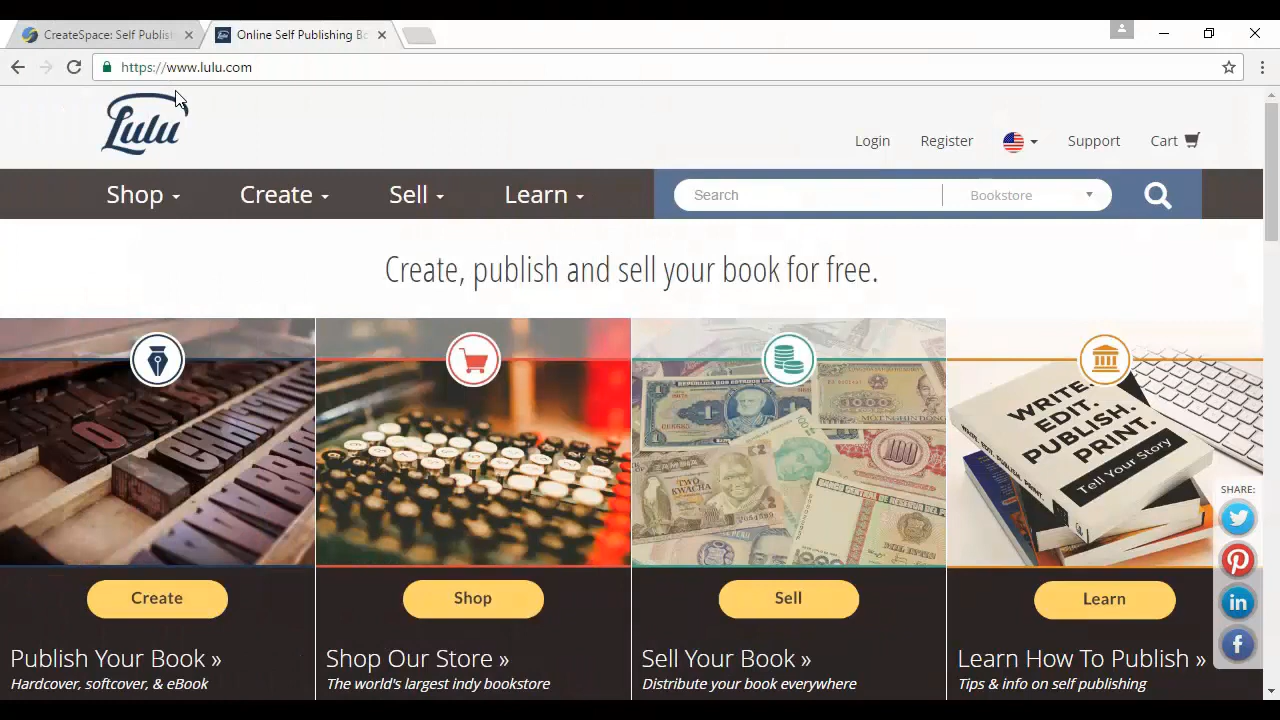 CreateSpace: Self Publis
Online Self Publishing Bo
https://www.lulu.com
Lulu
Login
Register
Support
Cart
Shop
Create
Sell
Learn
Search
Bookstore
Create, publish and sell your book for free.
WRITE.
EDIT.
PUBLISH.
PRINT.
Tell Your Story
SHARE:
Create
Shop
Sell
Learn
Publish Your Book »
Shop Our Store »
Sell Your Book »
Learn How To Publish »
Hardcover, softcover, & eBook
The world's largest indy bookstore
Distribute your book everywhere
Tips & info on self publishing